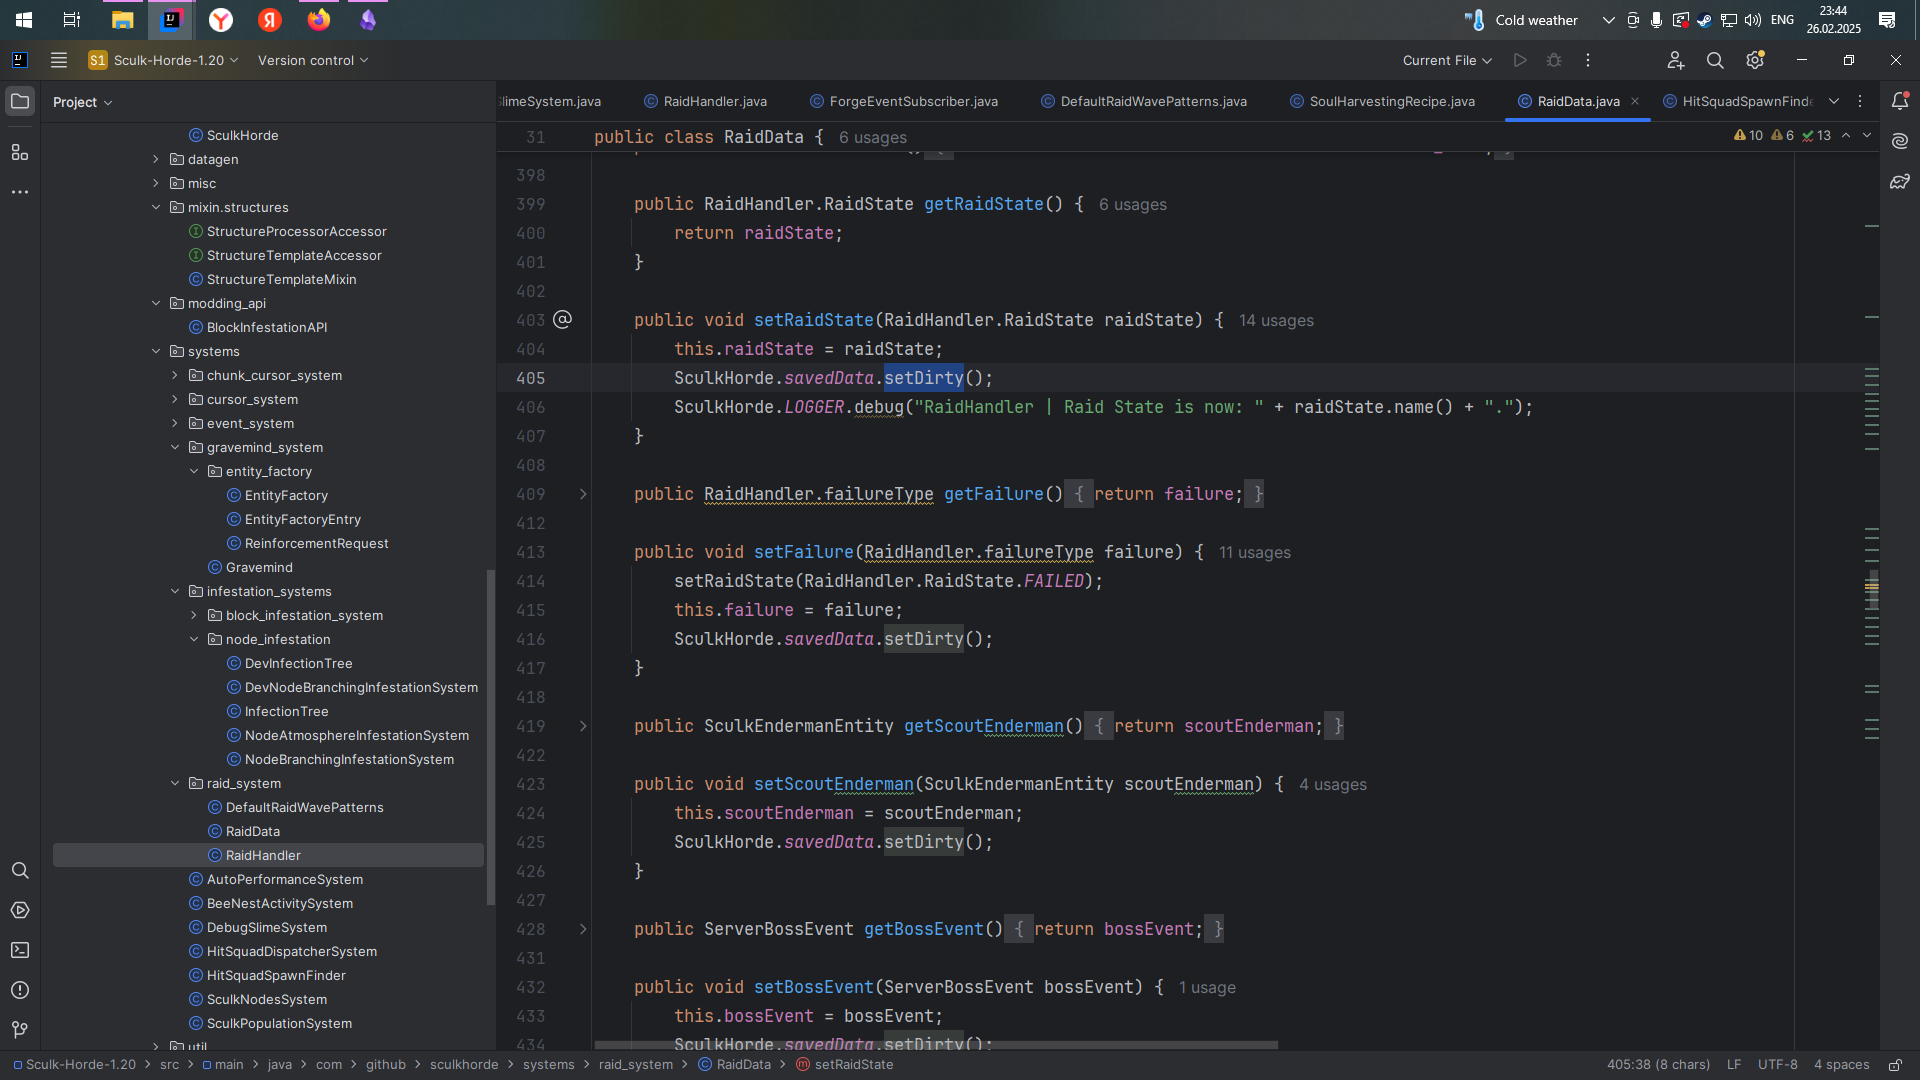 Cold weather
ENG
23:44
26.02.2025
S1 Sculk-Horde-1.20
Version control
Current File
Project
SculkHorde
datagen
misc
mixin.structures
StructureProcessorAccessor
StructureTemplateAccessor
StructureTemplateMixin
modding_api
BlockInfestationAPI
systems
chunk_cursor_system
cursor_system
event_system
gravemind_system
entity_factory
EntityFactory
EntityFactoryEntry
ReinforcementRequest
Gravemind
infestation_systems
block_infestation_system
node_infestation
DevInfectionTree
DevNodeBranchingInfestationSystem
InfectionTree
NodeAtmosphereInfestationSystem
NodeBranchingInfestationSystem
raid_system
DefaultRaidWavePatterns
RaidData
RaidHandler
AutoPerformanceSystem
BeeNestActivitySystem
DebugSlimeSystem
HitSquadDispatcherSystem
HitSquadSpawnFinder
SculkNodesSystem
SculkPopulationSystem
util
limeSystem.java RaidHandler.java ForgeEventSubscriber.java DefaultRaidWavePatterns.java SoulHarvestingRecipe.java RaidData.java HitSquadSpawnFinde
31 public class RaidData { 6 usages
10 6 13
398
399 public RaidHandler.RaidState getRaidState() { 6 usages
400 return raidState;
401 }
402
403 @ public void setRaidState(RaidHandler.RaidState raidState) { 14 usages
404 this.raidState = raidState;
405 SculkHorde.savedData.setDirty();
406 SculkHorde.LOGGER.debug("RaidHandler | Raid State is now: " + raidState.name() + ".");
407 }
408
409 public RaidHandler.failureType getFailure() { return failure; }
412
413 public void setFailure(RaidHandler.failureType failure) { 11 usages
414 setRaidState(RaidHandler.RaidState.FAILED);
415 this.failure = failure;
416 SculkHorde.savedData.setDirty();
417 }
418
419 public SculkEndermanEntity getScoutEnderman() { return scoutEnderman; }
422
423 public void setScoutEnderman(SculkEndermanEntity scoutEnderman) { 4 usages
424 this.scoutEnderman = scoutEnderman;
425 SculkHorde.savedData.setDirty();
426 }
427
428 public ServerBossEvent getBossEvent() { return bossEvent; }
431
432 public void setBossEvent(ServerBossEvent bossEvent) { 1 usage
433 this.bossEvent = bossEvent;
434 SculkHorde.savedData.setDirty();
Sculk-Horde-1.20 > src > main > java > com > github > sculkhorde > systems > raid_system > RaidData > setRaidState
405:38 (8 chars) LF UTF-8 4 spaces